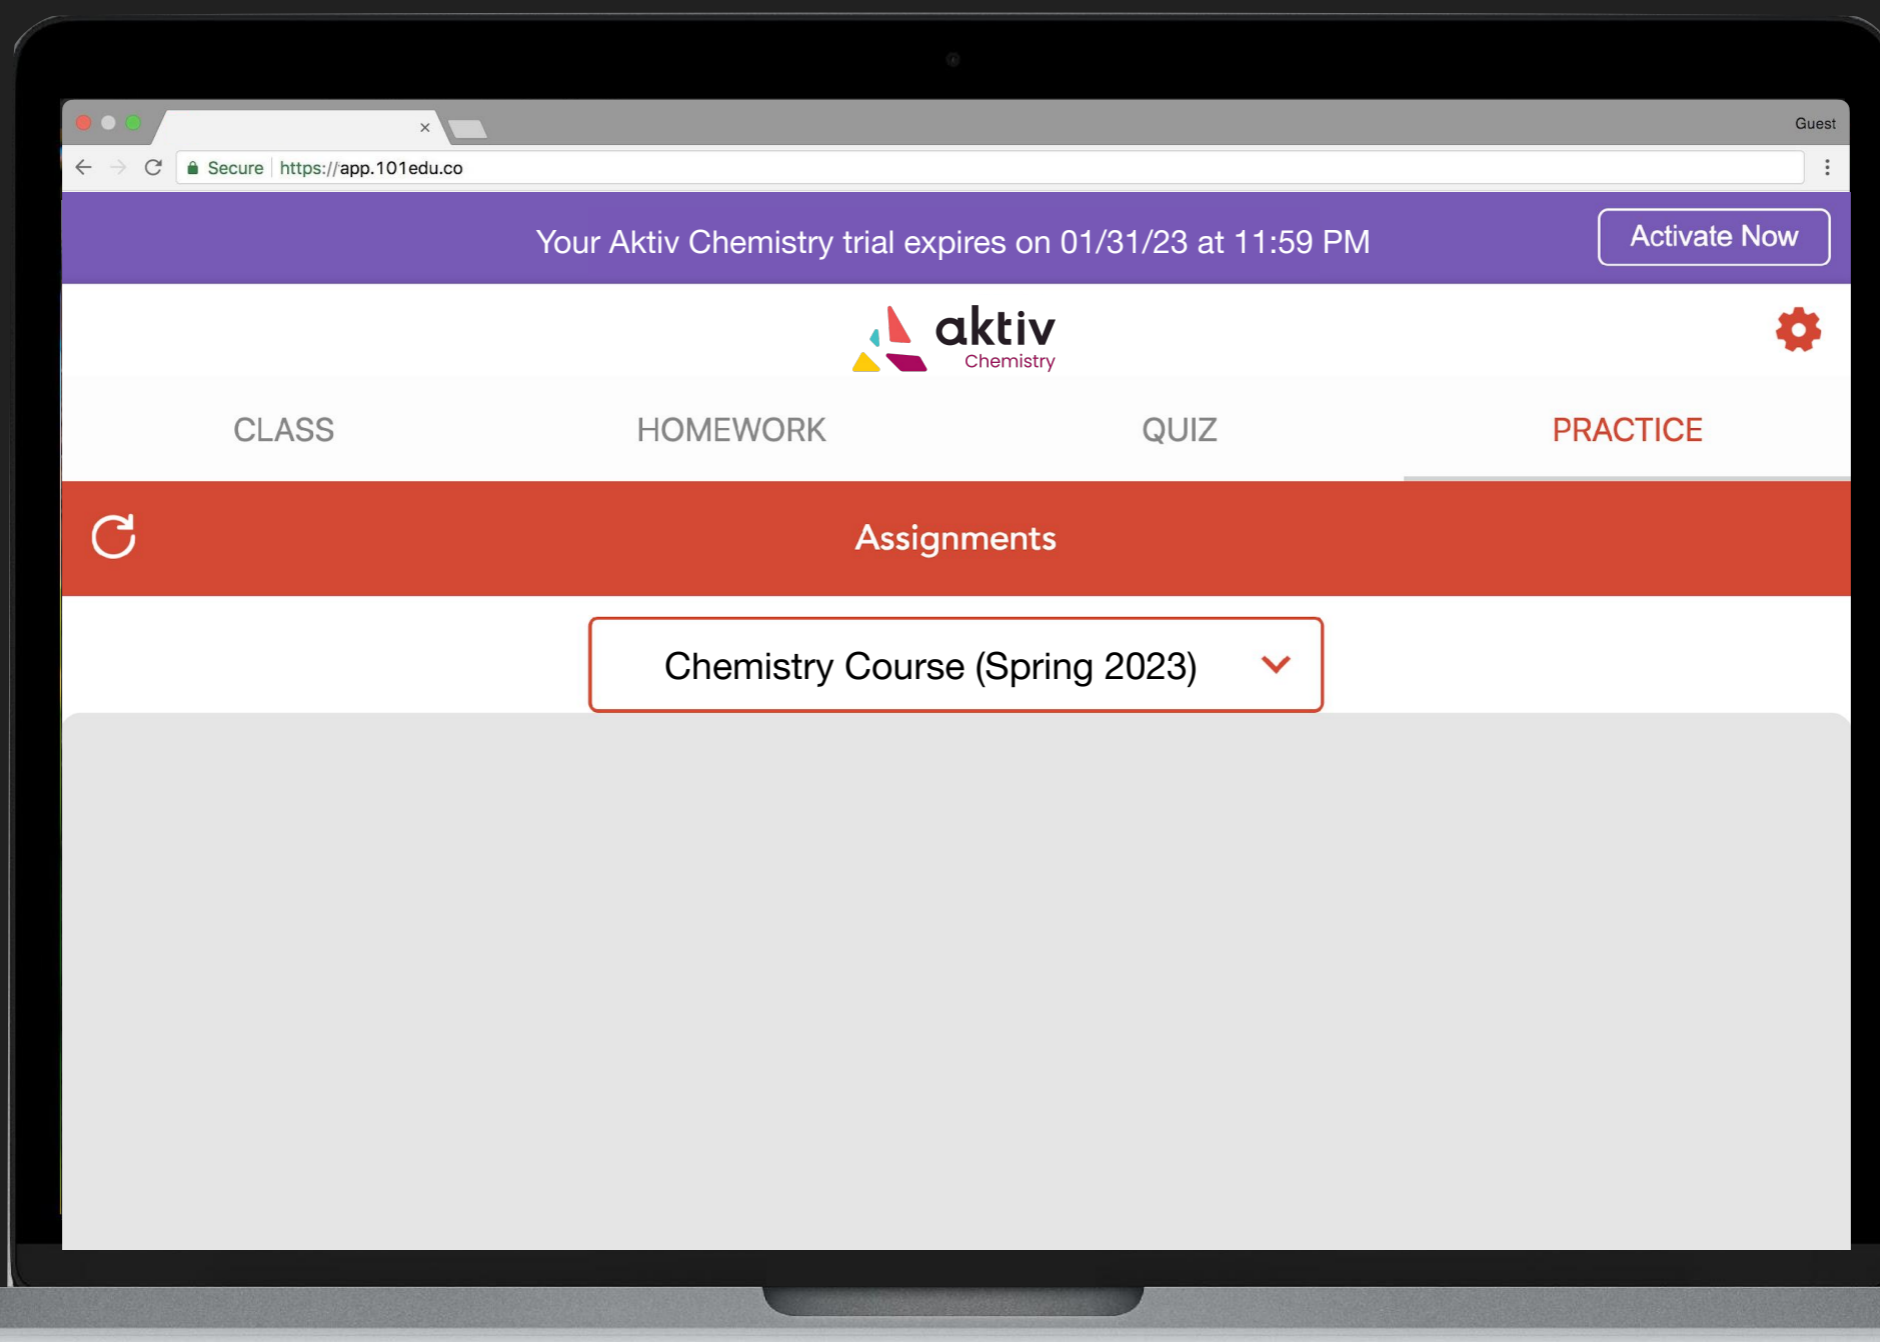 Guest
Secure https://app.101edu.co
Your Aktiv Chemistry trial expires on 01/31/23 at 11:59 PM
Activate Now
aktiv
Chemistry
CLASS HOMEWORK QUIZ PRACTICE
Assignments
Chemistry Course (Spring 2023)